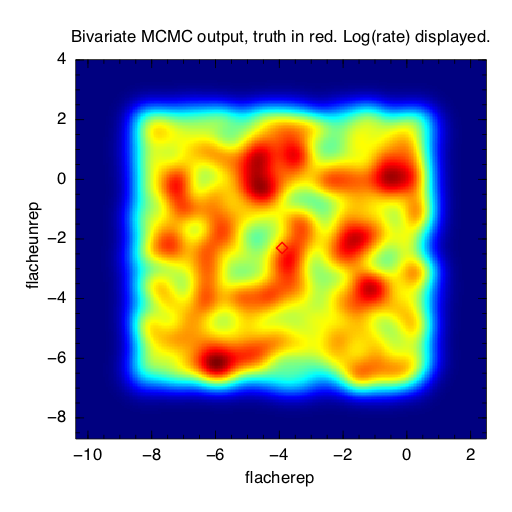 Bivariate MCMC output, truth in red. Log(rate) displayed.
4
2
0
−2
−4
−6
−8
flacheunrep
−10 −8 −6 −4 −2 0 2
flacherep